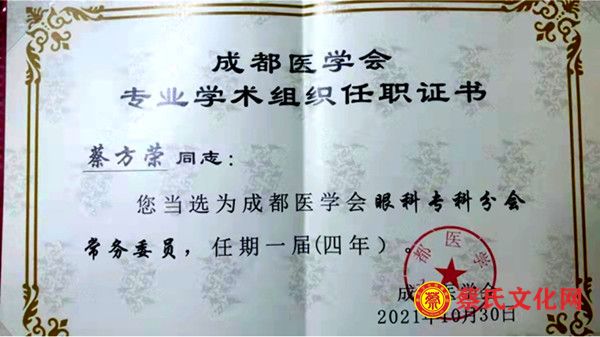 成都医学会
专业学术组织任职证书
蔡方荣 同志：
您当选为成都医学会眼科专科分会
常务委员，任期一届(四年）。
都医学
成都医学会
蔡氏文化网
2021年10月30日